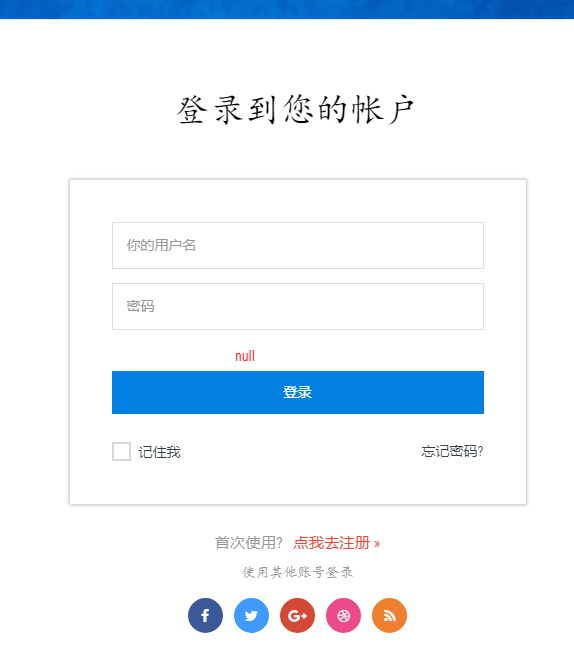 登录到您的帐户
你的用户名
密码
null
登录
记住我 忘记密码?
首次使用? 点我去注册 »
使用其他账号登录